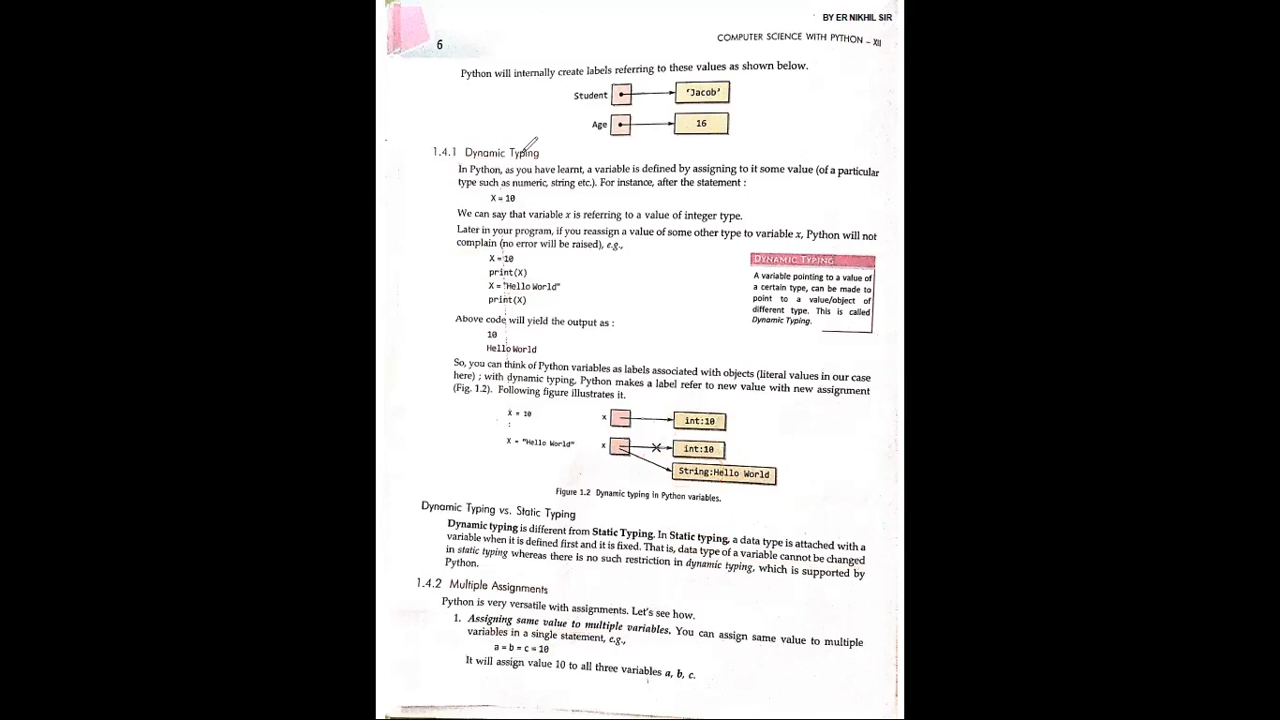 BY ER NIKHIL SIR
6
COMPUTER SCIENCE WITH PYTHON – XII
Python will internally create labels referring to these values as shown below.
Student 'Jacob'
Age 16
1.4.1 Dynamic Typing
In Python, as you have learnt, a variable is defined by assigning to it some value (of a particular
type such as numeric, string etc.). For instance, after the statement :
X = 10
We can say that variable x is referring to a value of integer type.
Later in your program, if you reassign a value of some other type to variable x, Python will not
complain (no error will be raised), e.g.,
X = 10
print(X)
X = "Hello World"
print(X)
DYNAMIC TYPING
A variable pointing to a value of
a certain type, can be made to
point to a value/object of
different type. This is called
Dynamic Typing.
Above code will yield the output as :
10
Hello World
So, you can think of Python variables as labels associated with objects (literal values in our case
here) ; with dynamic typing, Python makes a label refer to new value with new assignment
(Fig. 1.2). Following figure illustrates it.
X = 10 x int:10
:
X = "Hello World" x int:10
String:Hello World
Figure 1.2 Dynamic typing in Python variables.
Dynamic Typing vs. Static Typing
Dynamic typing is different from Static Typing. In Static typing, a data type is attached with a
variable when it is defined first and it is fixed. That is, data type of a variable cannot be changed
in static typing whereas there is no such restriction in dynamic typing, which is supported by
Python.
1.4.2 Multiple Assignments
Python is very versatile with assignments. Let's see how.
1. Assigning same value to multiple variables. You can assign same value to multiple
variables in a single statement, e.g.,
a = b = c = 10
It will assign value 10 to all three variables a, b, c.